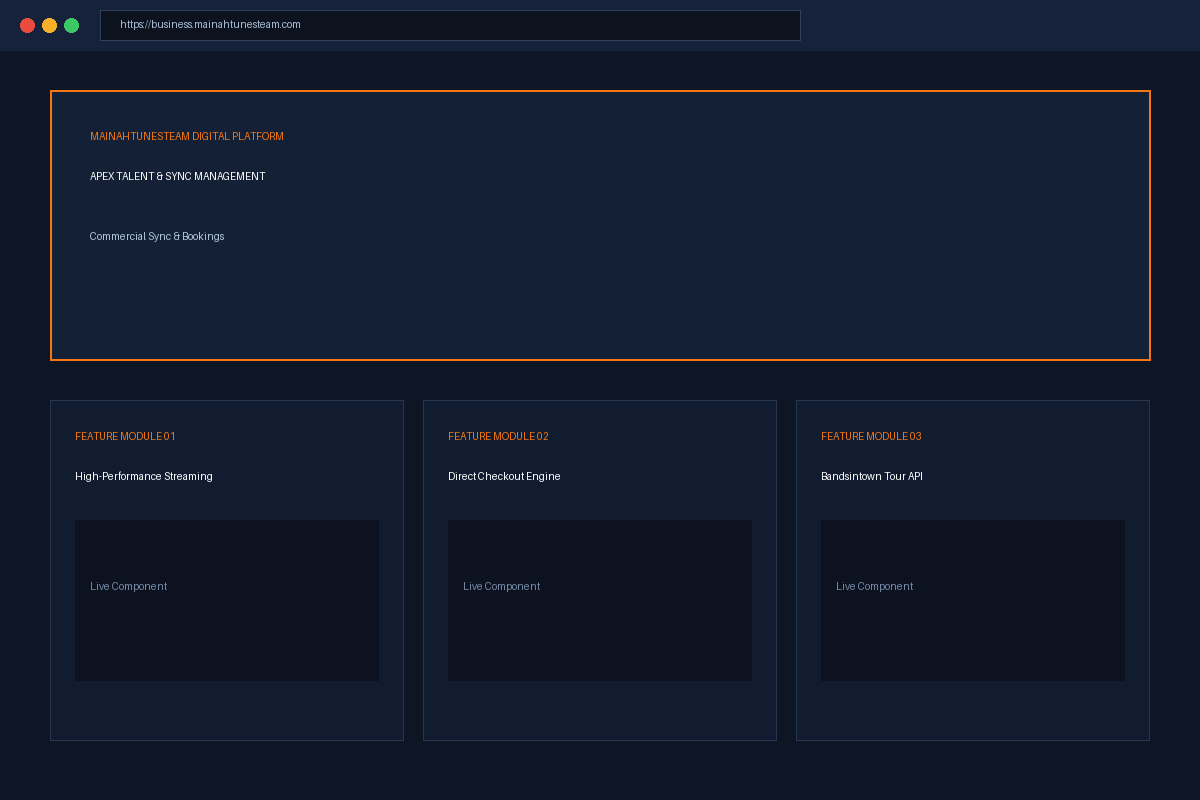 https://business.mainahtunesteam.com
MAINAHTUNESTEAM DIGITAL PLATFORM
APEX TALENT & SYNC MANAGEMENT
Commercial Sync & Bookings
FEATURE MODULE 01
High-Performance Streaming
Live Component
FEATURE MODULE 02
Direct Checkout Engine
Live Component
FEATURE MODULE 03
Bandsintown Tour API
Live Component